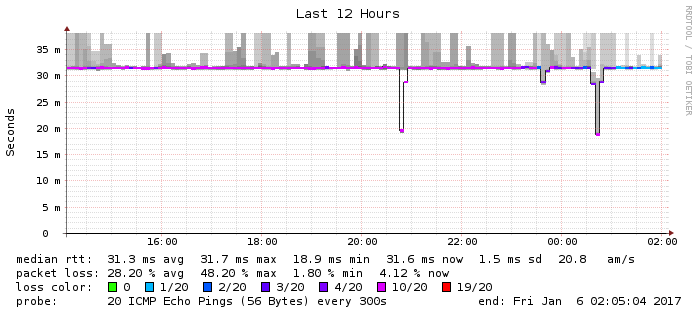 Last 12 Hours
RRDTOOL / TOBI OETIKER
Seconds
35 m
30 m
25 m
20 m
15 m
10 m
5 m
0
16:00 18:00 20:00 22:00 00:00 02:00
median rtt: 31.3 ms avg 31.7 ms max 18.9 ms min 31.6 ms now 1.5 ms sd 20.8 am/s
packet loss: 28.20 % avg 48.20 % max 1.80 % min 4.12 % now
loss color: 0 1/20 2/20 3/20 4/20 10/20 19/20
probe: 20 ICMP Echo Pings (56 Bytes) every 300s end: Fri Jan 6 02:05:04 2017